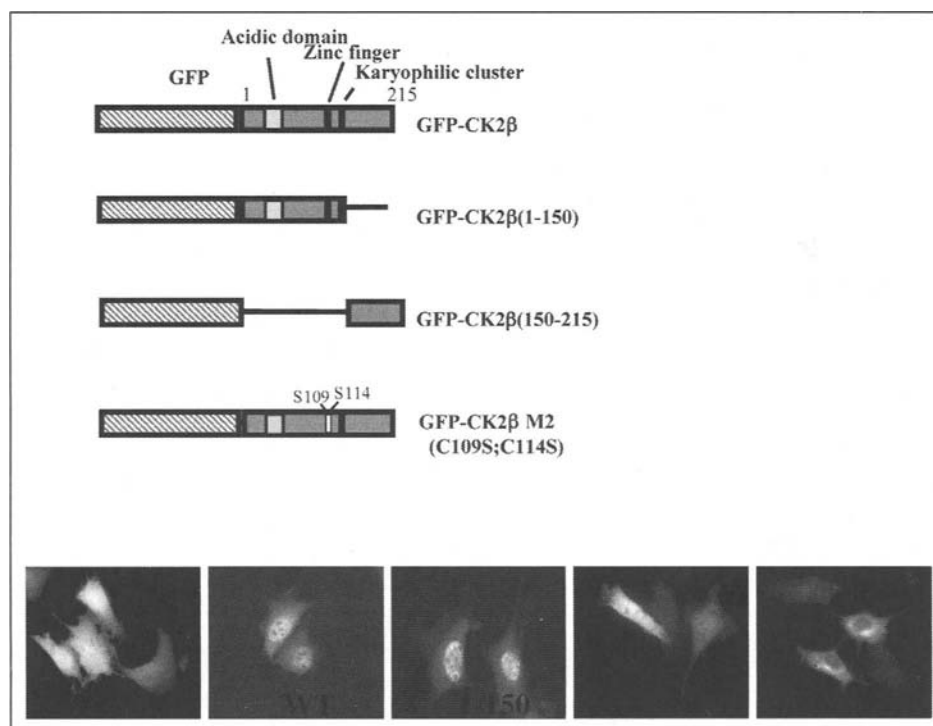 Acidic domain
Zinc finger
Karyophilic cluster
GFP
1
215
GFP-CK2β
GFP-CK2β(1-150)
GFP-CK2β(150-215)
S109
S114
GFP-CK2β M2
(C109S;C114S)
WT
150